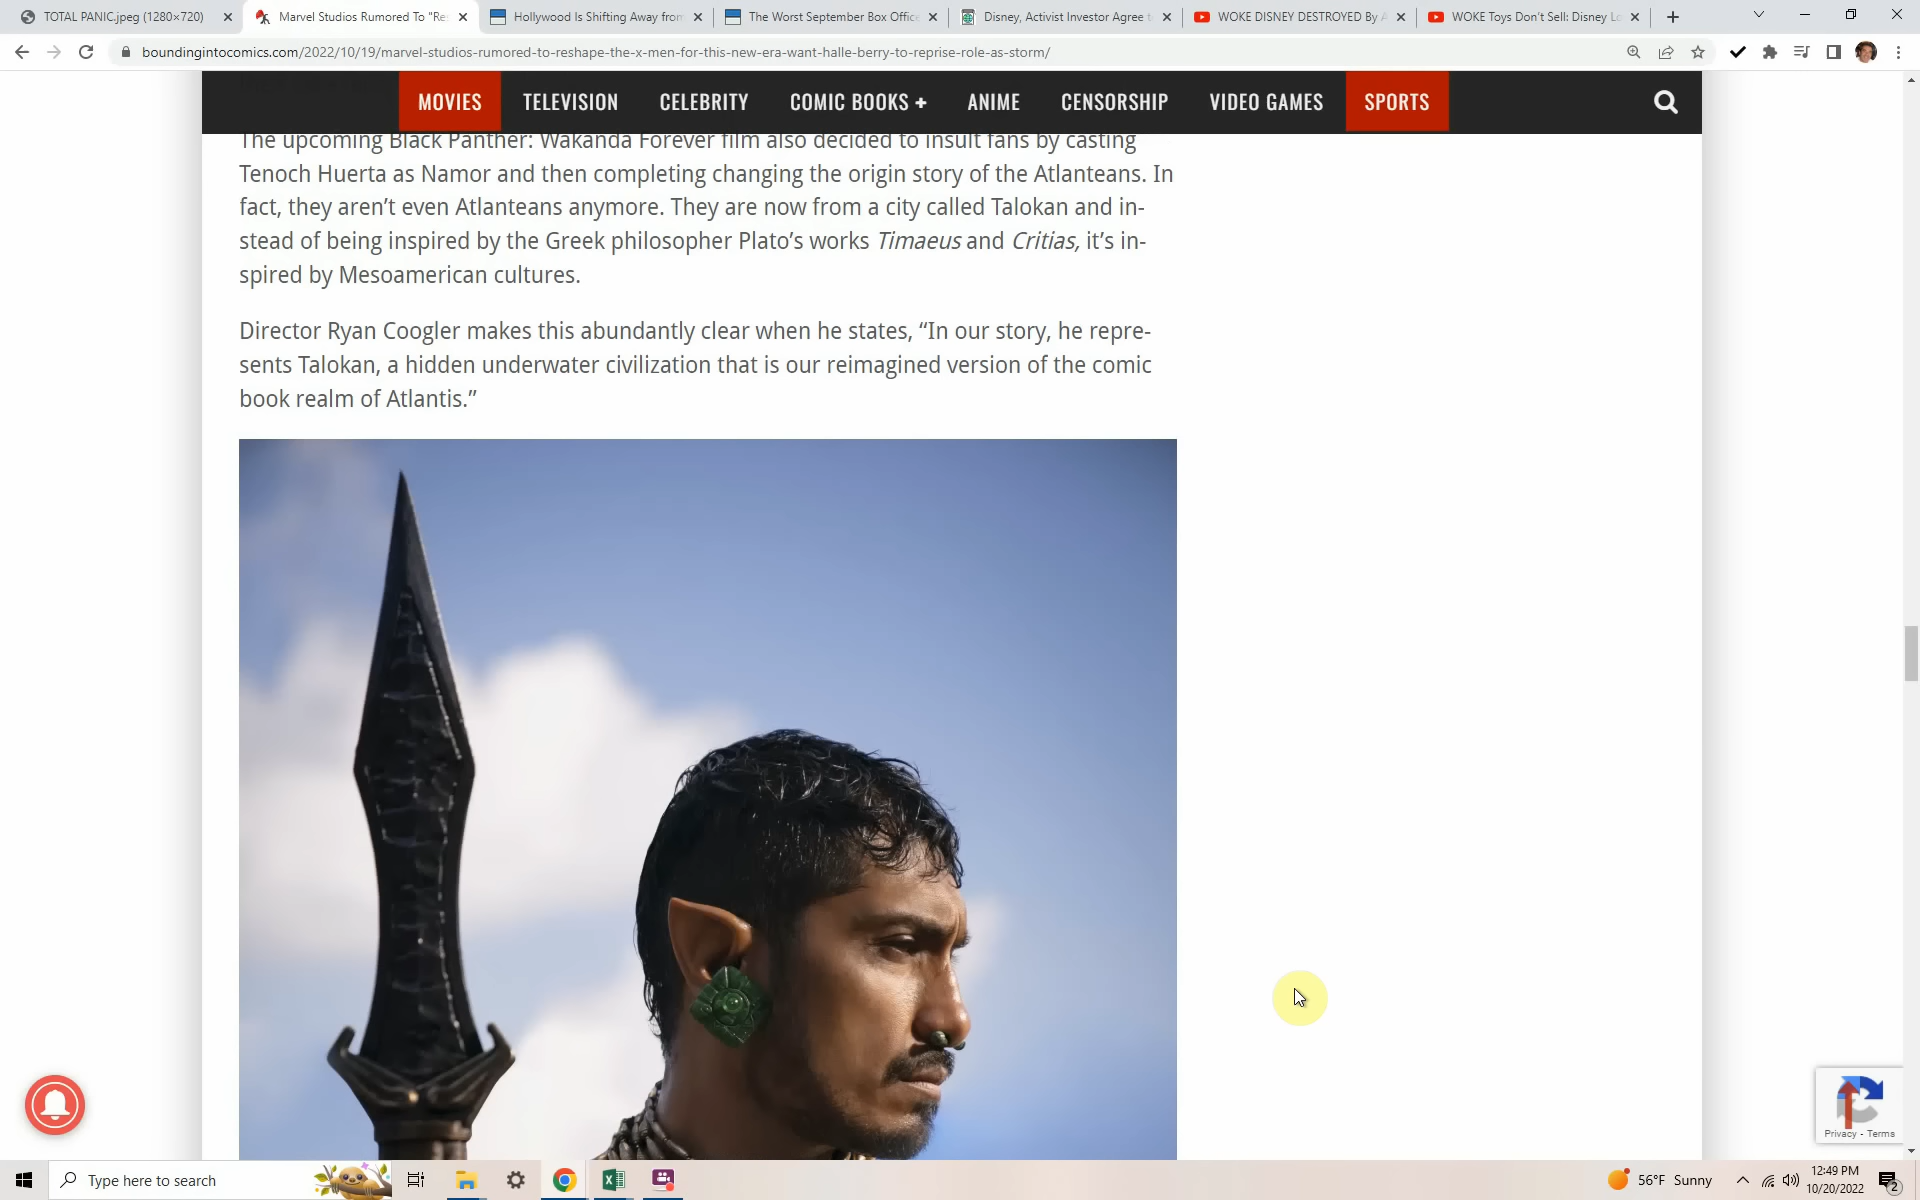 TOTAL PANIC.jpeg (1280×720)
Marvel Studios Rumored To "Re
Hollywood Is Shifting Away from
The Worst September Box Office
Disney, Activist Investor Agree t
WOKE DISNEY DESTROYED By A
WOKE Toys Don't Sell: Disney Lo
boundingintocomics.com/2022/10/19/marvel-studios-rumored-to-reshape-the-x-men-for-this-new-era-want-halle-berry-to-reprise-role-as-storm/
MOVIES TELEVISION CELEBRITY COMIC BOOKS + ANIME CENSORSHIP VIDEO GAMES SPORTS
The upcoming Black Panther: Wakanda Forever film also decided to insult fans by casting
Tenoch Huerta as Namor and then completing changing the origin story of the Atlanteans. In
fact, they aren’t even Atlanteans anymore. They are now from a city called Talokan and in-
stead of being inspired by the Greek philosopher Plato’s works Timaeus and Critias, it’s in-
spired by Mesoamerican cultures.
Director Ryan Coogler makes this abundantly clear when he states, “In our story, he repre-
sents Talokan, a hidden underwater civilization that is our reimagined version of the comic
book realm of Atlantis.”
Privacy - Terms
Type here to search
56°F Sunny
12:49 PM
10/20/2022
2